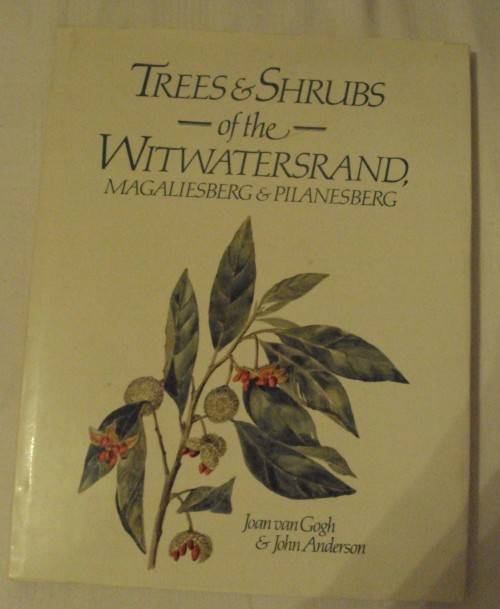 TREES & SHRUBS
of the
WITWATERSRAND,
MAGALIESBERG & PILANESBERG
Joan van Gogh
& John Anderson